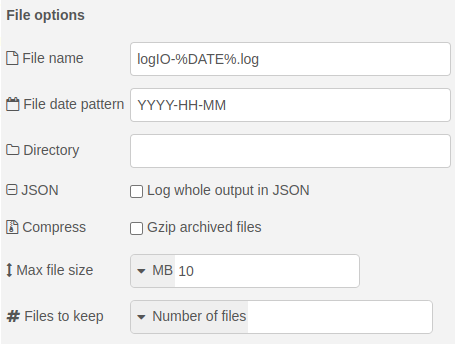 File options
File name logIO-%DATE%.log
File date pattern YYYY-HH-MM
Directory
JSON Log whole output in JSON
Compress Gzip archived files
Max file size MB 10
Files to keep Number of files